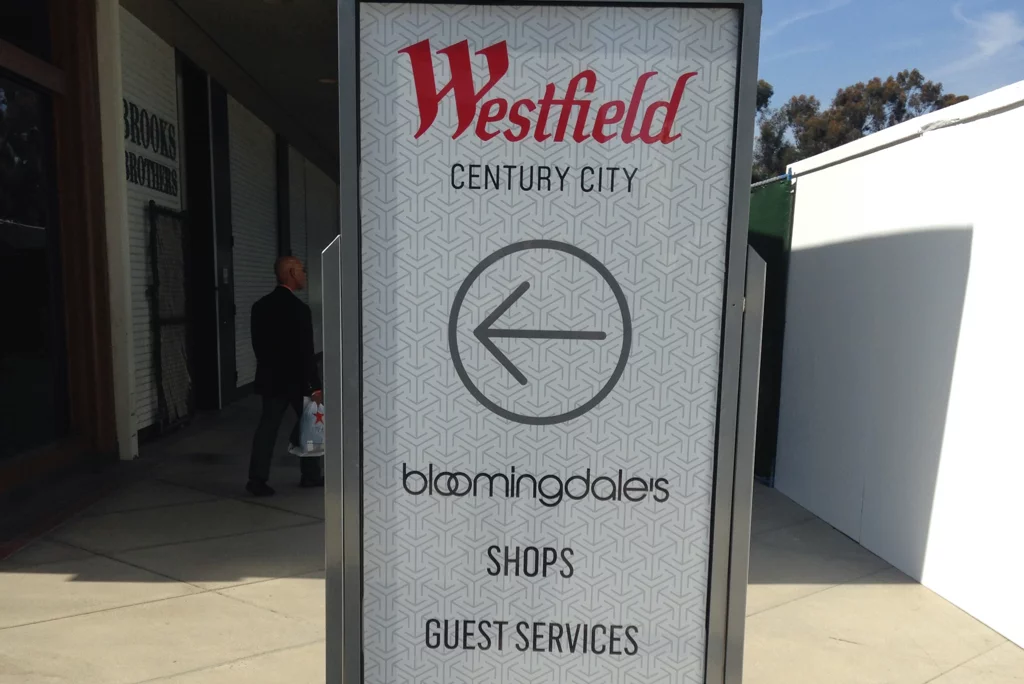 BROOKS
BROTHERS
Westfield
CENTURY CITY
bloomingdale's
SHOPS
GUEST SERVICES